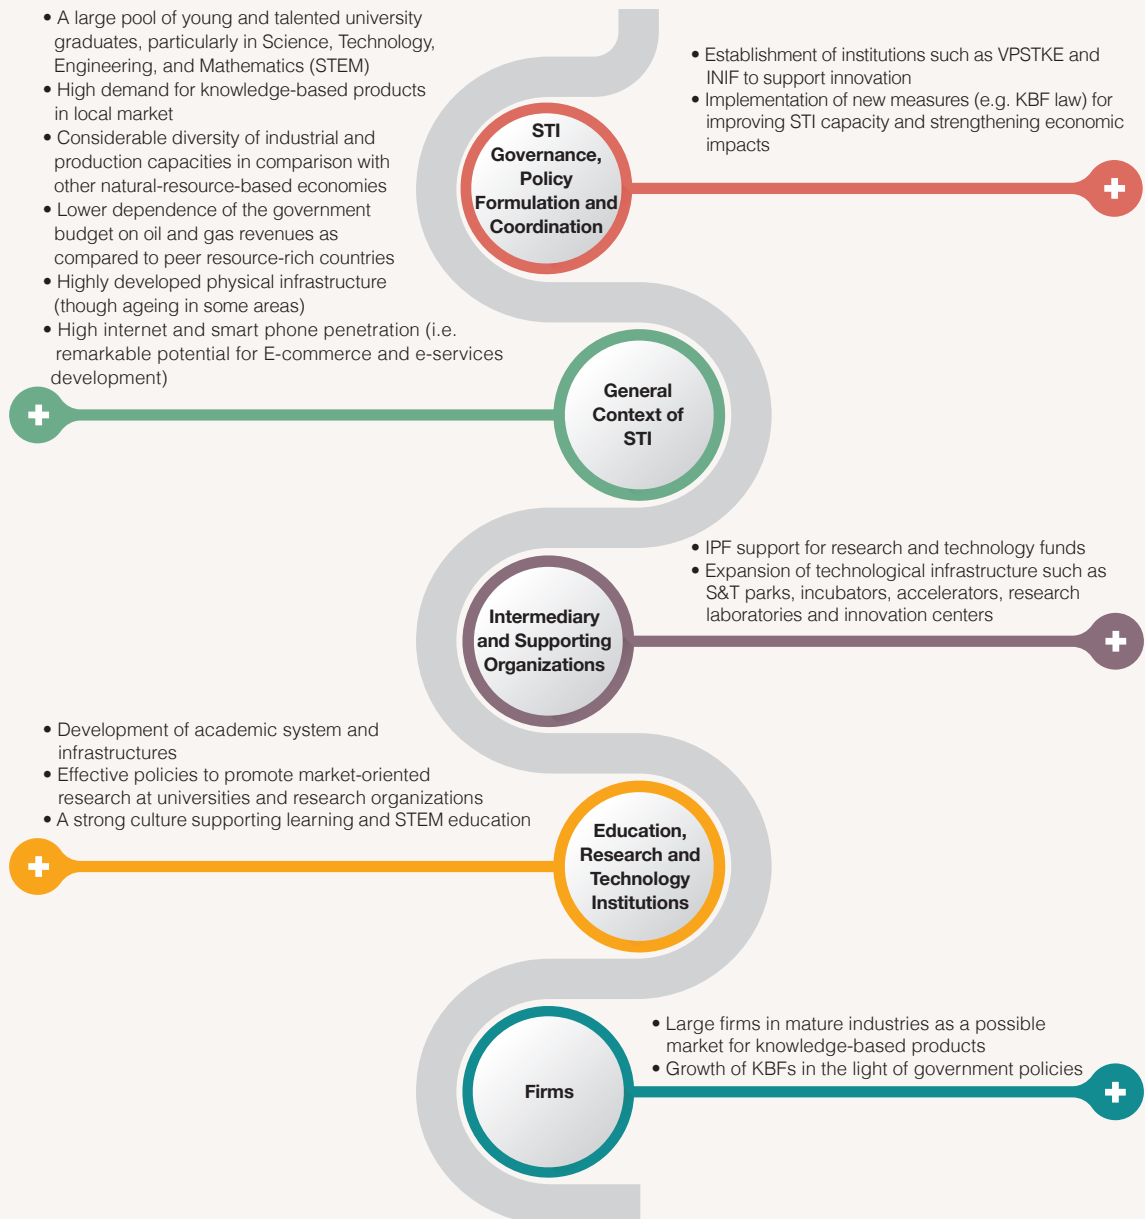 • A large pool of young and talented university
graduates, particularly in Science, Technology,
Engineering, and Mathematics (STEM)
• High demand for knowledge-based products
in local market
• Considerable diversity of industrial and
production capacities in comparison with
other natural-resource-based economies
• Lower dependence of the government
budget on oil and gas revenues as
compared to peer resource-rich countries
• Highly developed physical infrastructure
(though ageing in some areas)
• High internet and smart phone penetration (i.e.
remarkable potential for E-commerce and e-services
development)
STI
Governance,
Policy
Formulation and
Coordination
• Establishment of institutions such as VPSTKE and
INIF to support innovation
• Implementation of new measures (e.g. KBF law) for
improving STI capacity and strengthening economic
impacts
General
Context of
STI
Intermediary
and Supporting
Organizations
• IPF support for research and technology funds
• Expansion of technological infrastructure such as
S&T parks, incubators, accelerators, research
laboratories and innovation centers
• Development of academic system and
infrastructures
• Effective policies to promote market-oriented
research at universities and research organizations
• A strong culture supporting learning and STEM education
Education,
Research and
Technology
Institutions
Firms
• Large firms in mature industries as a possible
market for knowledge-based products
• Growth of KBFs in the light of government policies